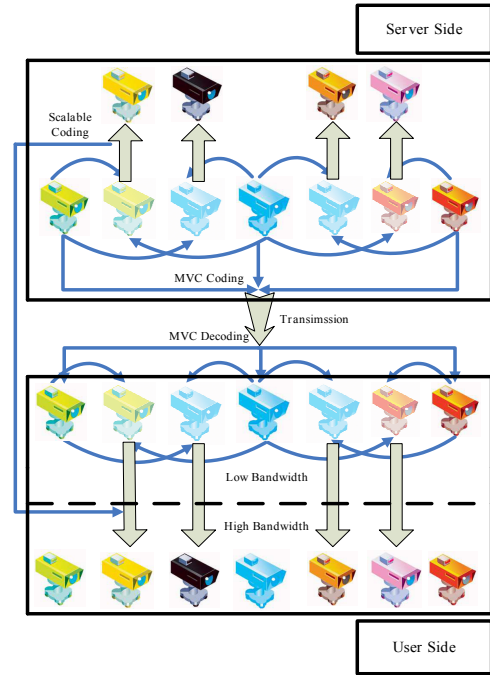 Server Side
Scalable
Coding
MVC Coding
Transimssion
MVC Decoding
Low Bandwidth
High Bandwidth
User Side